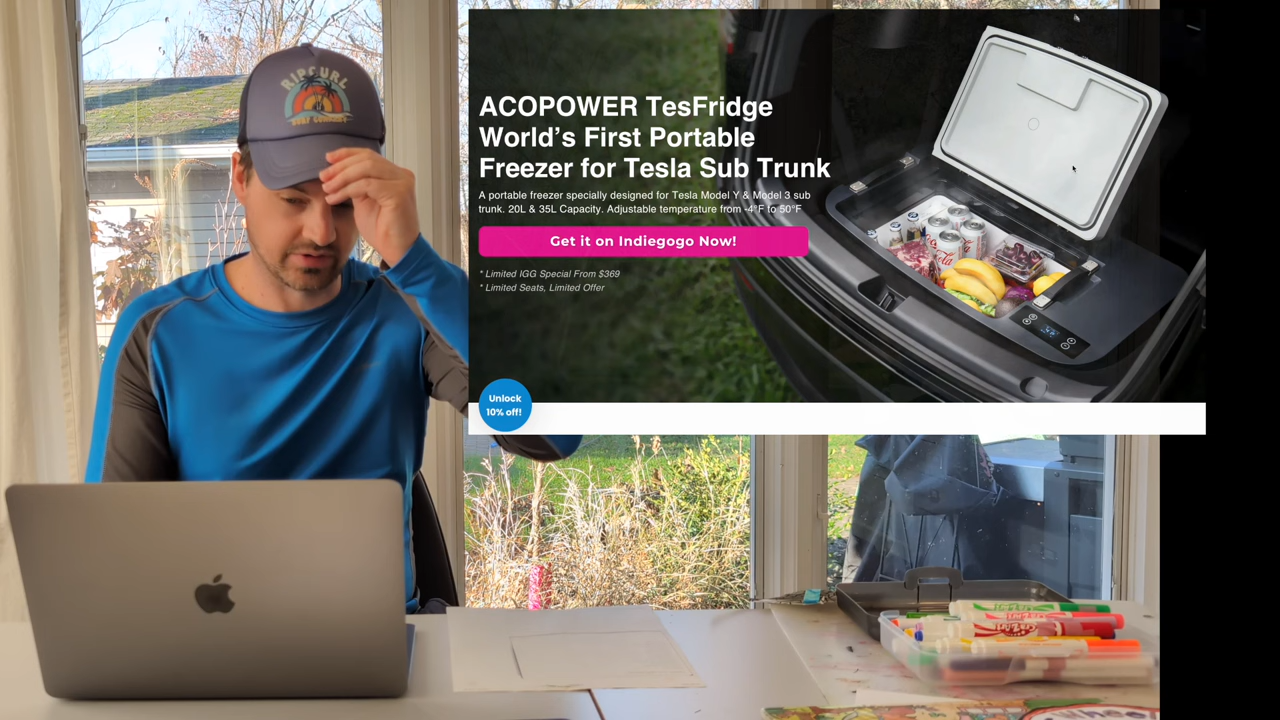 RIP CURL
ACOPOWER TesFridge
World's First Portable
Freezer for Tesla Sub Trunk
A portable freezer specially designed for Tesla Model Y & Model 3 sub
trunk. 20L & 35L Capacity. Adjustable temperature from -4°F to 50°F
Get it on Indiegogo Now!
* Limited IGG Special From $369
* Limited Seats, Limited Offer
Unlock
10% off!